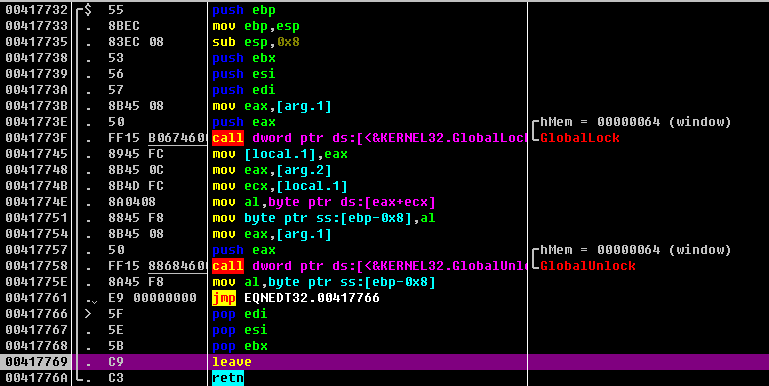 00417732 $ 55 push ebp
00417733 . 8BEC mov ebp,esp
00417735 . 83EC 08 sub esp,0x8
00417738 . 53 push ebx
00417739 . 56 push esi
0041773A . 57 push edi
0041773B . 8B45 08 mov eax,[arg.1]
0041773E . 50 push eax hMem = 00000064 (window)
0041773F . FF15 B0674600 call dword ptr ds:[<&KERNEL32.GlobalLock GlobalLock
00417745 . 8945 FC mov [local.1],eax
00417748 . 8B45 0C mov eax,[arg.2]
0041774B . 8B4D FC mov ecx,[local.1]
0041774E . 8A0408 mov al,byte ptr ds:[eax+ecx]
00417751 . 8845 F8 mov byte ptr ss:[ebp-0x8],al
00417754 . 8B45 08 mov eax,[arg.1]
00417757 . 50 push eax hMem = 00000064 (window)
00417758 . FF15 88684600 call dword ptr ds:[<&KERNEL32.GlobalUnlo GlobalUnlock
0041775E . 8A45 F8 mov al,byte ptr ss:[ebp-0x8]
00417761 . E9 00000000 jmp EQNEDT32.00417766
00417766 > 5F pop edi
00417767 . 5E pop esi
00417768 . 5B pop ebx
00417769 . C9 leave
0041776A . C3 retn